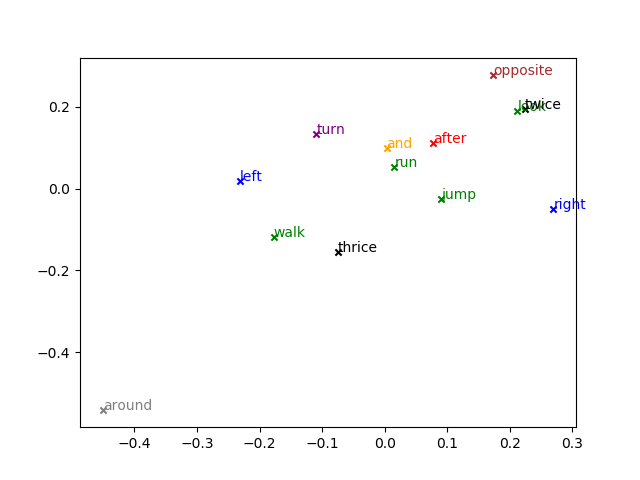 opposite
look
twice
0.2
turn
and
after
run
left
0.0
jump
right
walk
thrice
−0.2
−0.4
around
−0.4
−0.3
−0.2
−0.1
0.0
0.1
0.2
0.3